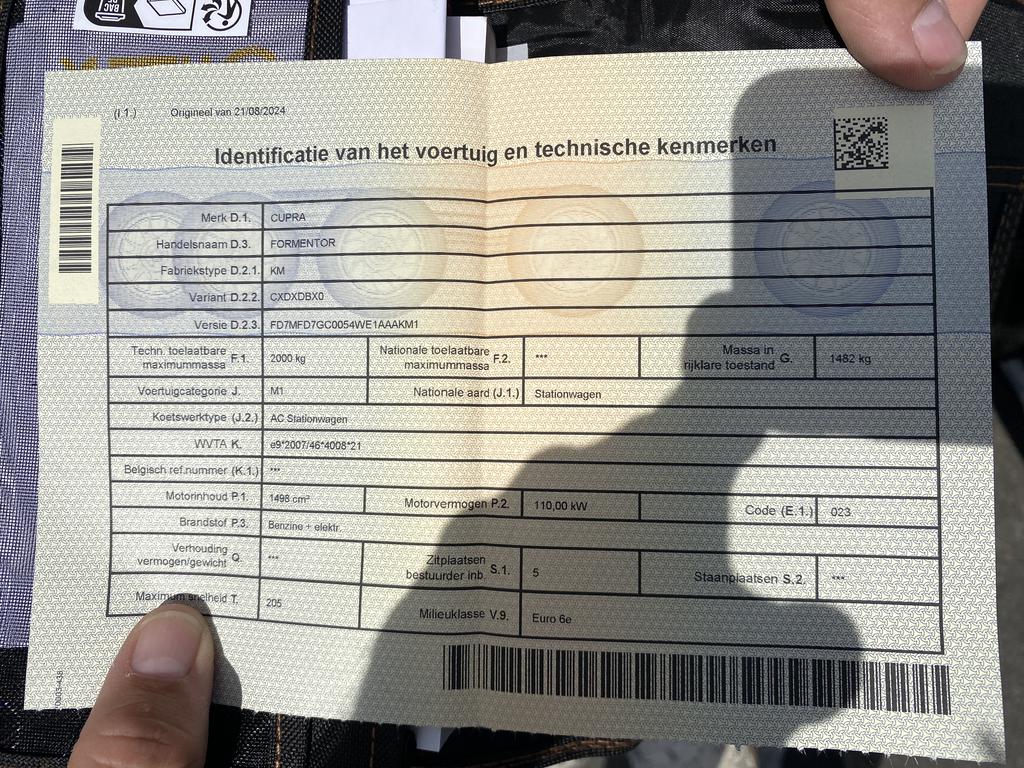 BAC
(I.1.) Origineel van 21/08/2024
Identificatie van het voertuig en technische kenmerken
Merk D.1. CUPRA
Handelsnaam D.3. FORMENTOR
Fabriekstype D.2.1. KM
Variant D.2.2. CXDXDBX0
Versie D.2.3. FD7MFD7GC0054WE1AAAKM1
Techn. toelaatbare maximummassa F.1. 2000 kg Nationale toelaatbare maximummassa F.2. *** Massa in rijklare toestand G. 1482 kg
Voertuigcategorie J. M1 Nationale aard (J.1.) Stationwagen
Koetswerktype (J.2.) AC Stationwagen
WVTA K. e9*2007/46*4008*21
Belgisch ref.nummer (K.1.) ***
Motorinhoud P.1. 1498 cm³ Motorvermogen P.2. 110,00 kW Code (E.1.) 023
Brandstof P.3. Benzine + elektr.
Verhouding vermogen/gewicht Q. *** Zitplaatsen bestuurder inb. S.1. 5 Staanplaatsen S.2. ***
Maximum snelheid T. 205 Milieuklasse V.9. Euro 6e